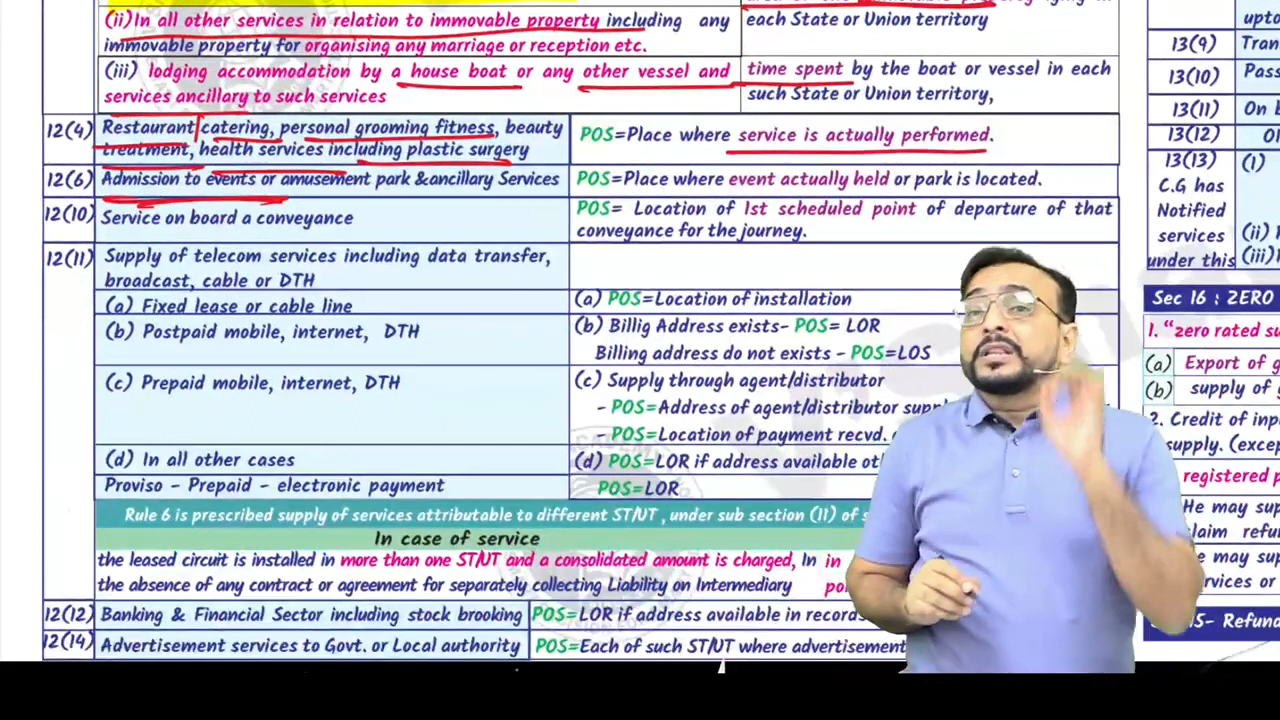 area of the immovable property lying in
(ii)In all other services in relation to immovable property including any
each State or Union territory
immovable property for organising any marriage or reception etc.
(iii) lodging accommodation by a house boat or any other vessel and
services ancillary to such services
time spent by the boat or vessel in each
such State or Union territory,
12(4)
Restaurant catering, personal grooming fitness, beauty
treatment, health services including plastic surgery
POS=Place where service is actually performed.
12(6)
Admission to events or amusement park &ancillary Services
POS=Place where event actually held or park is located.
12(10)
Service on board a conveyance
POS= Location of 1st scheduled point of departure of that
conveyance for the journey.
12(11)
Supply of telecom services including data transfer,
broadcast, cable or DTH
(a) Fixed lease or cable line
(a) POS=Location of installation
(b) Postpaid mobile, internet, DTH
(b) Billig Address exists- POS= LOR
Billing address do not exists - POS=LOS
(c) Prepaid mobile, internet, DTH
(c) Supply through agent/distributor
- POS=Address of agent/distributor
- POS=Location of payment recvd.
(d) In all other cases
(d) POS=LOR if address available
Proviso - Prepaid - electronic payment
POS=LOR
Rule 6 is prescribed supply of services attributable to different ST/UT, under sub section (11) of
In case of service
the leased circuit is installed in more than one ST/UT and a consolidated amount is charged, In
the absence of any contract or agreement for separately collecting Liability on Intermediary
in
12(12)
Banking & Financial Sector including stock brooking
POS=LOR if address available in records
12(14)
Advertisement services to Govt. or Local authority
POS=Each of such ST/UT where advertisement
13(9)
13(10)
13(11)
On
13(12)
13(13)
C.G has
Notified
services
under this
(I)
(ii)
(iii)
Sec 16 : ZERO
1. "zero rated
(a) Export of
(b) supply of
2. Credit of
supply.
registered
He may
- Refund